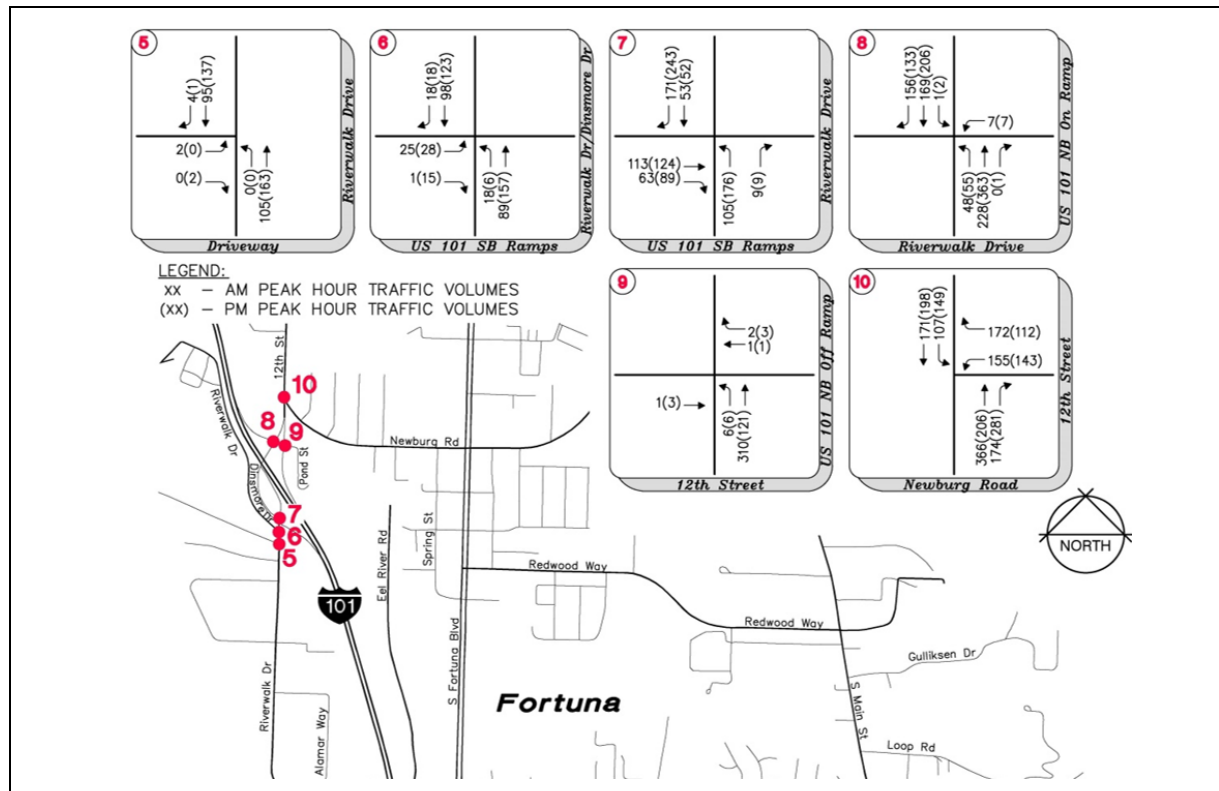 5
4(1)
95(137)
2(0)
0(2)
0(0)
105(163)
Riverwalk Drive
Driveway
6
18(18)
98(123)
25(28)
1(15)
18(6)
89(157)
Riverwalk Dr/Dinsmore Dr
US 101 SB Ramps
7
171(243)
53(52)
113(124)
63(89)
105(176)
9(9)
Riverwalk Drive
US 101 SB Ramps
8
156(133)
169(206)
1(2)
7(7)
48(55)
228(363)
0(1)
US 101 NB On Ramp
Riverwalk Drive
LEGEND:
XX – AM PEAK HOUR TRAFFIC VOLUMES
(XX) – PM PEAK HOUR TRAFFIC VOLUMES
9
2(3)
1(1)
1(3)
6(6)
310(121)
US 101 NB Off Ramp
12th Street
10
171(198)
107(149)
172(112)
155(143)
366(206)
174(281)
12th Street
Newburg Road
12th St
10
8
9
Riverwalk Dr
Newburg Rd
Pond St
Dinsmore Dr
7
6
5
NORTH
101
Eel River Rd
Spring St
Redwood Way
Redwood Way
S Fortuna Blvd
Gulliksen Dr
Riverwalk Dr
Alamar Way
Fortuna
S Main St
Loop Rd